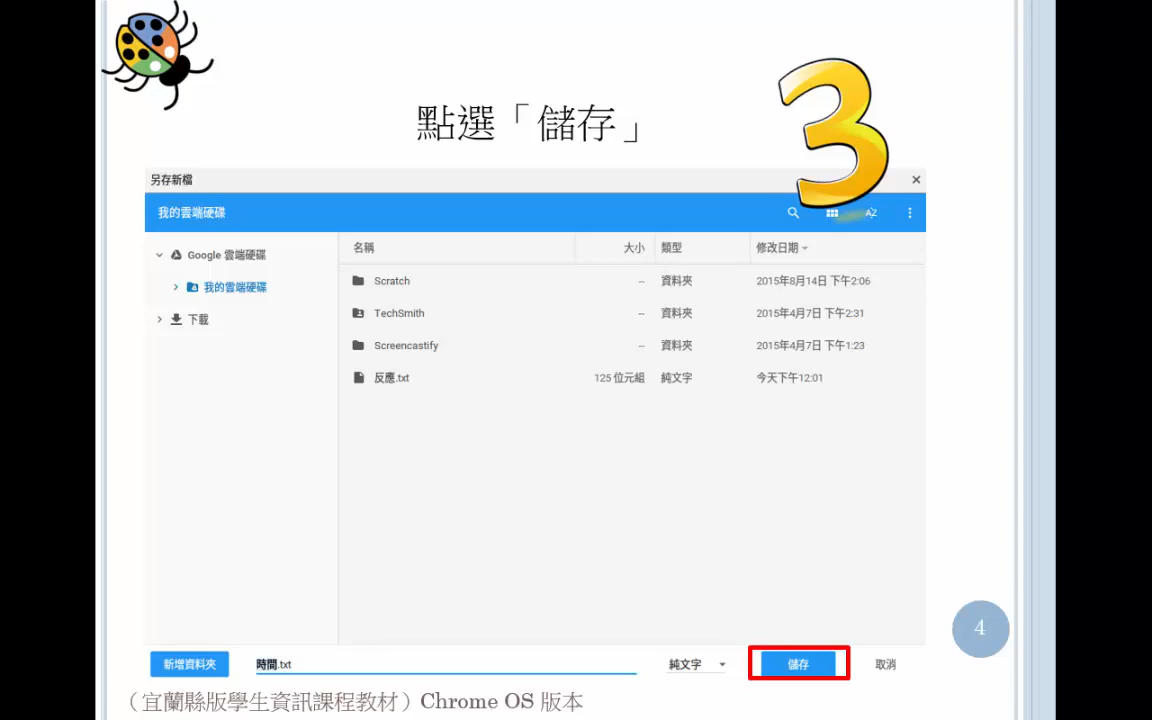 3
點選「儲存」
另存新檔
我的雲端硬碟
AZ
Google 雲端硬碟
我的雲端硬碟
下載
名稱 大小 類型 修改日期
Scratch -- 資料夾 2015年8月14日 下午2:06
TechSmith -- 資料夾 2015年4月7日 下午2:31
Screencastify -- 資料夾 2015年4月7日 下午1:23
反應.txt 125 位元組 純文字 今天下午12:01
4
新增資料夾 時間.txt 純文字 儲存 取消
（宜蘭縣版學生資訊課程教材）Chrome OS 版本